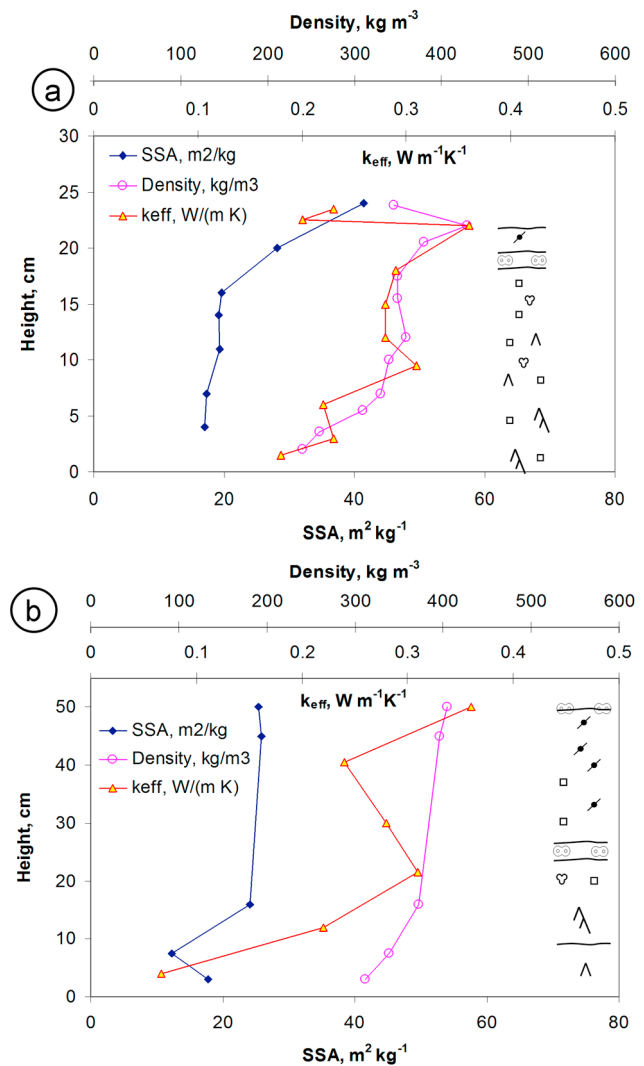 Density, kg m-3
0 100 200 300 400 500 600
a
0 0.1 0.2 0.3 0.4 0.5
keff, W m-1K-1
SSA, m2/kg
Density, kg/m3
keff, W/(m K)
30
25
20
15
10
5
0
Height, cm
0 20 40 60 80
SSA, m2 kg-1
Density, kg m-3
b
0 100 200 300 400 500 600
0 0.1 0.2 0.3 0.4 0.5
keff, W m-1K-1
SSA, m2/kg
Density, kg/m3
keff, W/(m K)
50
40
30
20
10
0
Height, cm
0 20 40 60 80
SSA, m2 kg-1